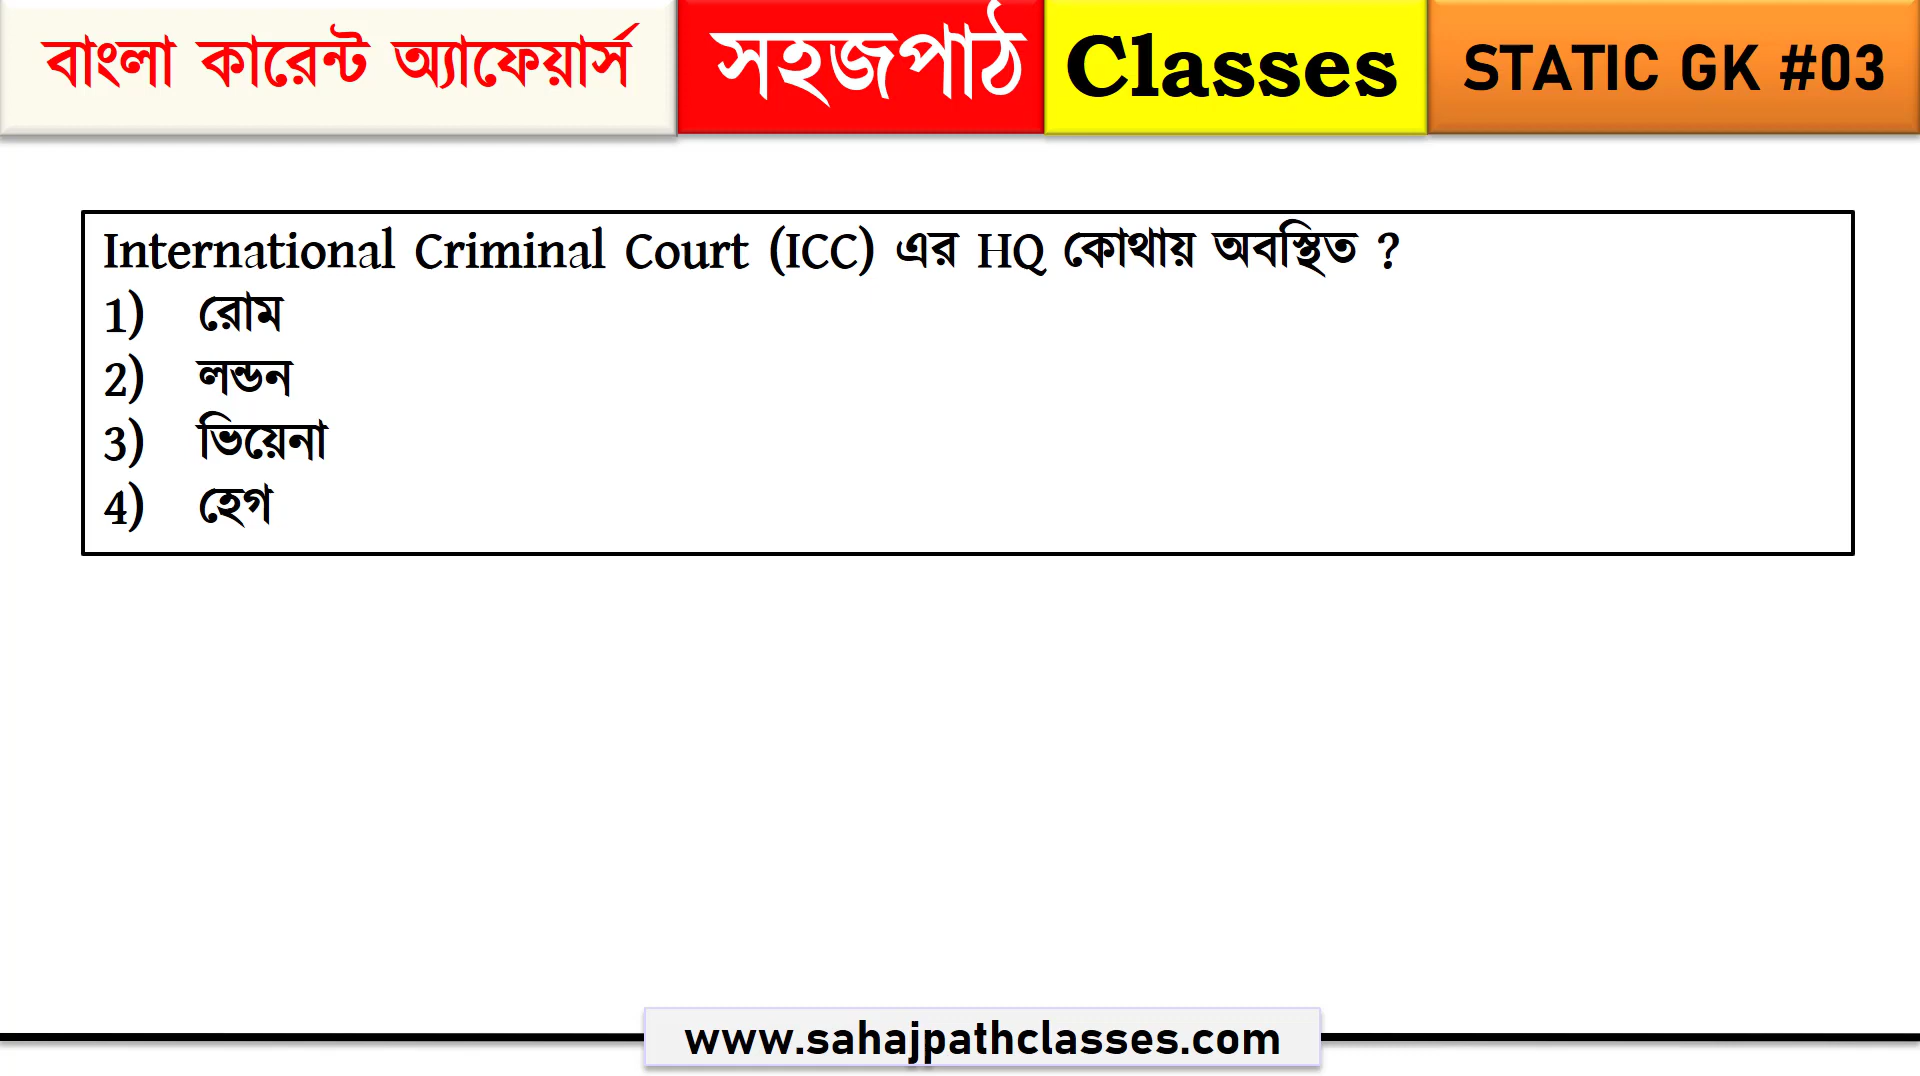 বাংলা কারেন্ট অ্যাফেয়ার্স সহজপাঠ Classes STATIC GK #03
International Criminal Court (ICC) এর HQ কোথায় অবস্থিত ?
1) রোম
2) লন্ডন
3) ভিয়েনা
4) হেগ
www.sahajpathclasses.com